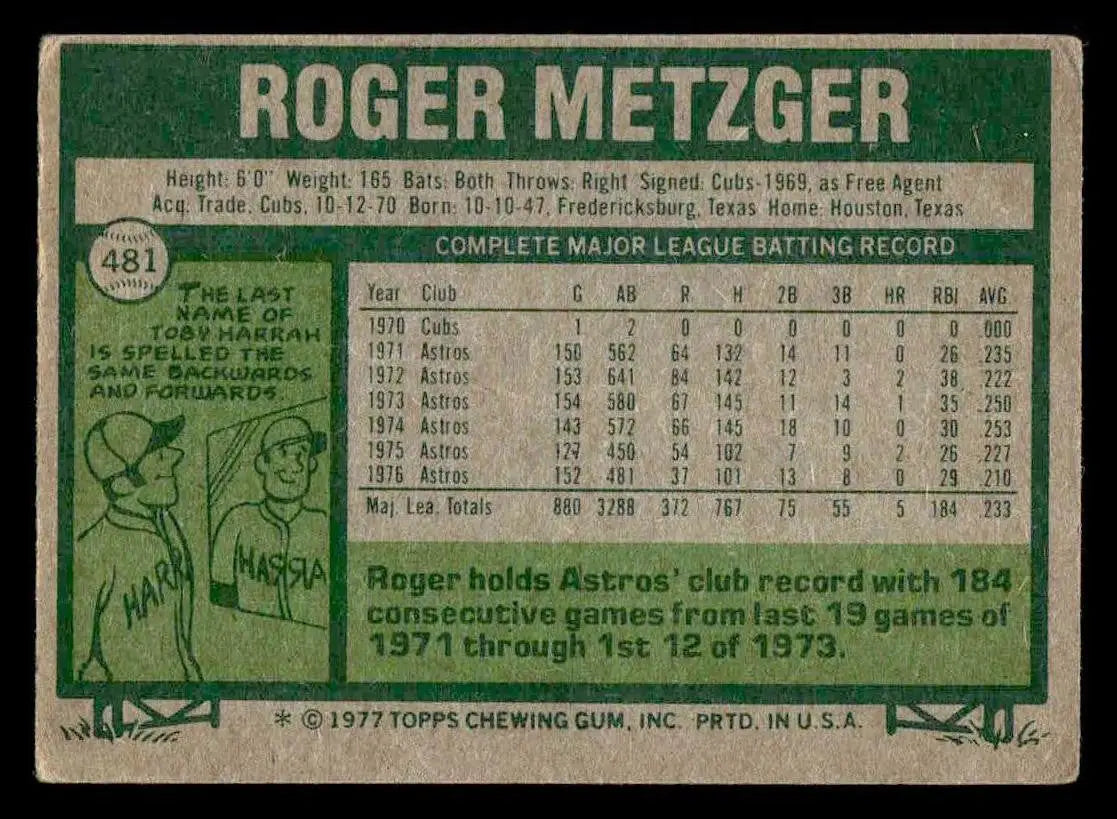 ROGER METZGER
Height: 6'0" Weight: 165 Bats: Both Throws: Right Signed: Cubs-1969, as Free Agent
Acq. Trade, Cubs, 10-12-70 Born: 10-10-47, Fredericksburg, Texas Home: Houston, Texas
481
THE LAST
NAME OF
TOBY HARRAH
IS SPELLED THE
SAME BACKWARDS
AND FORWARDS.
HARR
HARRA
COMPLETE MAJOR LEAGUE BATTING RECORD
Year Club G AB R H 2B 3B HR RBI AVG.
1970 Cubs 1 2 0 0 0 0 0 0 .000
1971 Astros 150 562 64 132 14 11 0 26 .235
1972 Astros 153 641 84 142 12 3 2 38 .222
1973 Astros 154 580 67 145 11 14 1 35 .250
1974 Astros 143 572 66 145 18 10 0 30 .253
1975 Astros 127 450 54 102 7 9 2 26 .227
1976 Astros 152 481 37 101 13 8 0 29 .210
Maj. Lea. Totals 880 3288 372 767 75 55 5 184 .233
Roger holds Astros' club record with 184
consecutive games from last 19 games of
1971 through 1st 12 of 1973.
* © 1977 TOPPS CHEWING GUM, INC. PRTD. IN U.S.A.